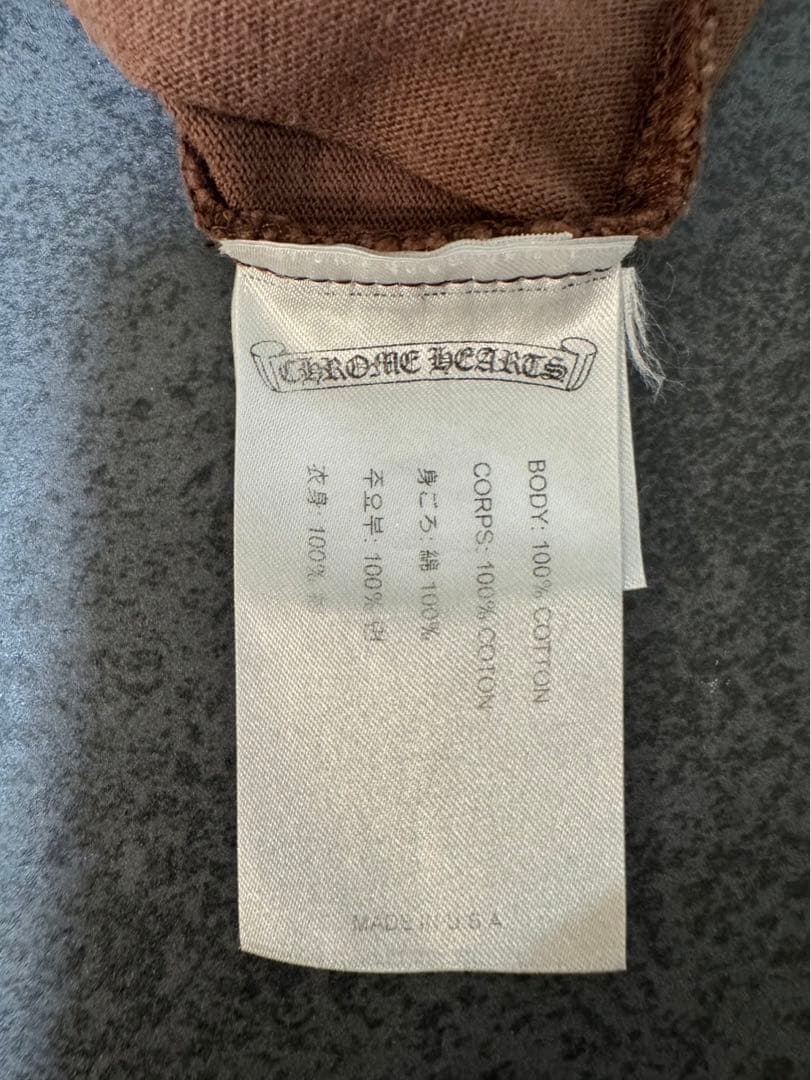 CHROME HEARTS
BODY: 100% COTTON
CORPS: 100% COTON
身ごろ: 綿 100%
주요부: 100% 면
衣身: 100%
MADE IN U.S.A